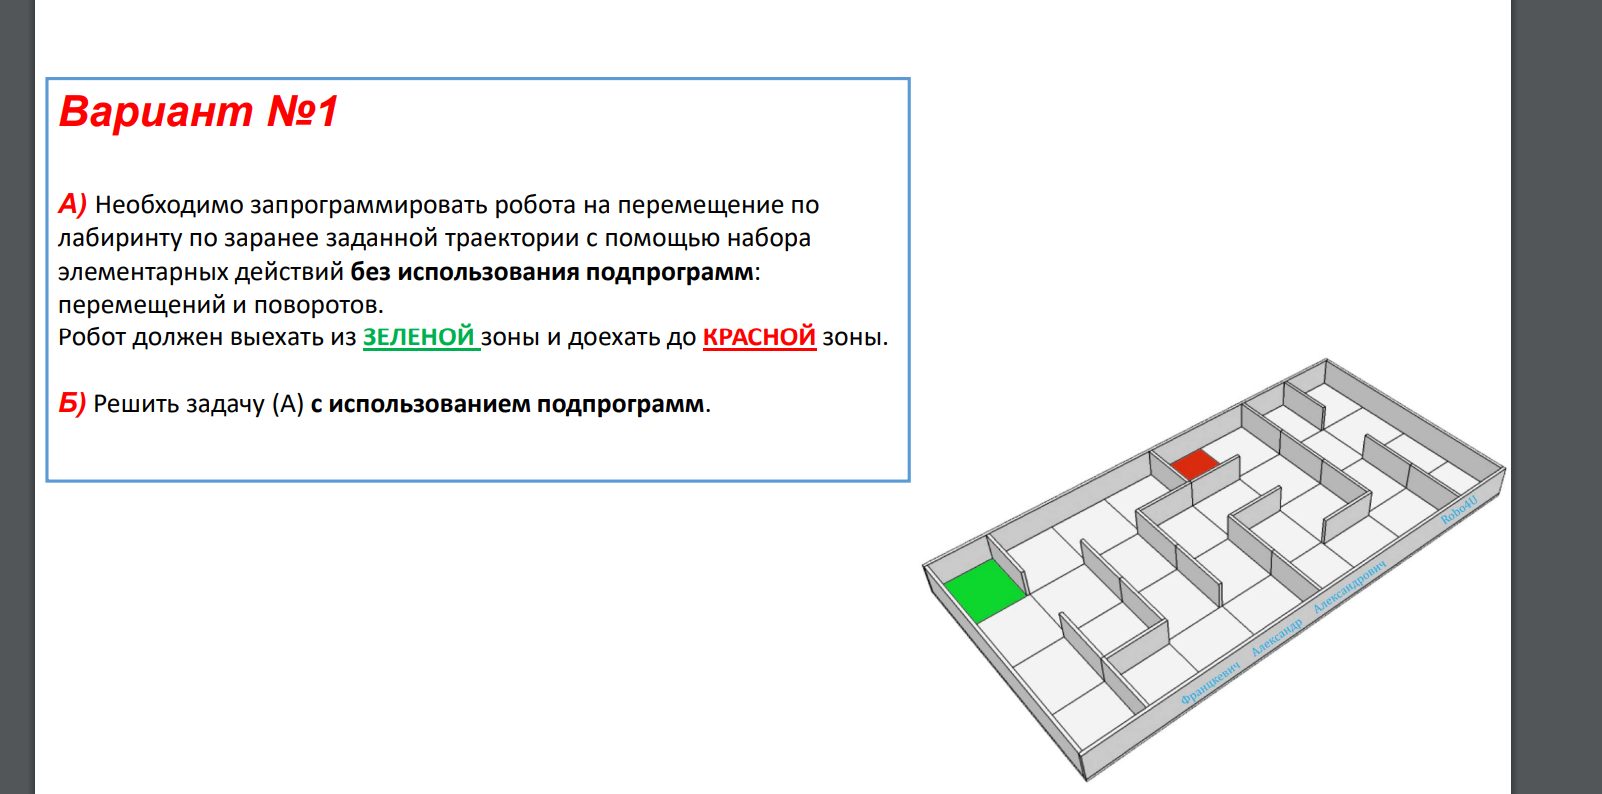 Вариант №1
А) Необходимо запрограммировать робота на перемещение по
лабиринту по заранее заданной траектории с помощью набора
элементарных действий без использования подпрограмм:
перемещений и поворотов.
Робот должен выехать из ЗЕЛЕНОЙ зоны и доехать до КРАСНОЙ зоны.
Б) Решить задачу (А) с использованием подпрограмм.
Францкевич Александр Александрович Robo4U